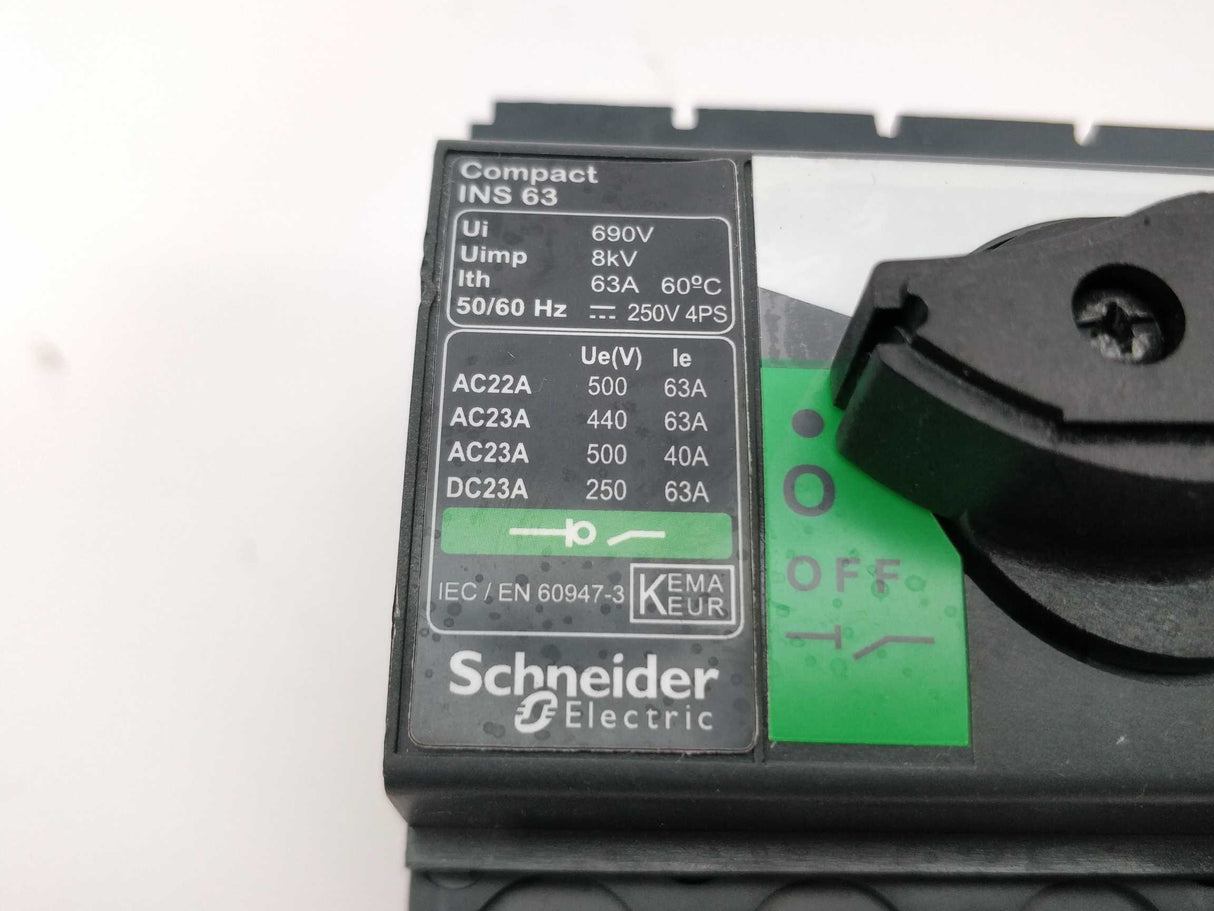 Compact
INS 63
Ui 690V
Uimp 8kV
Ith 63A 60ºC
50/60 Hz 250V 4PS
Ue(V) Ie
AC22A 500 63A
AC23A 440 63A
AC23A 500 40A
DC23A 250 63A
IEC / EN 60947-3 KEMA KEUR
Schneider
Electric
O
OFF